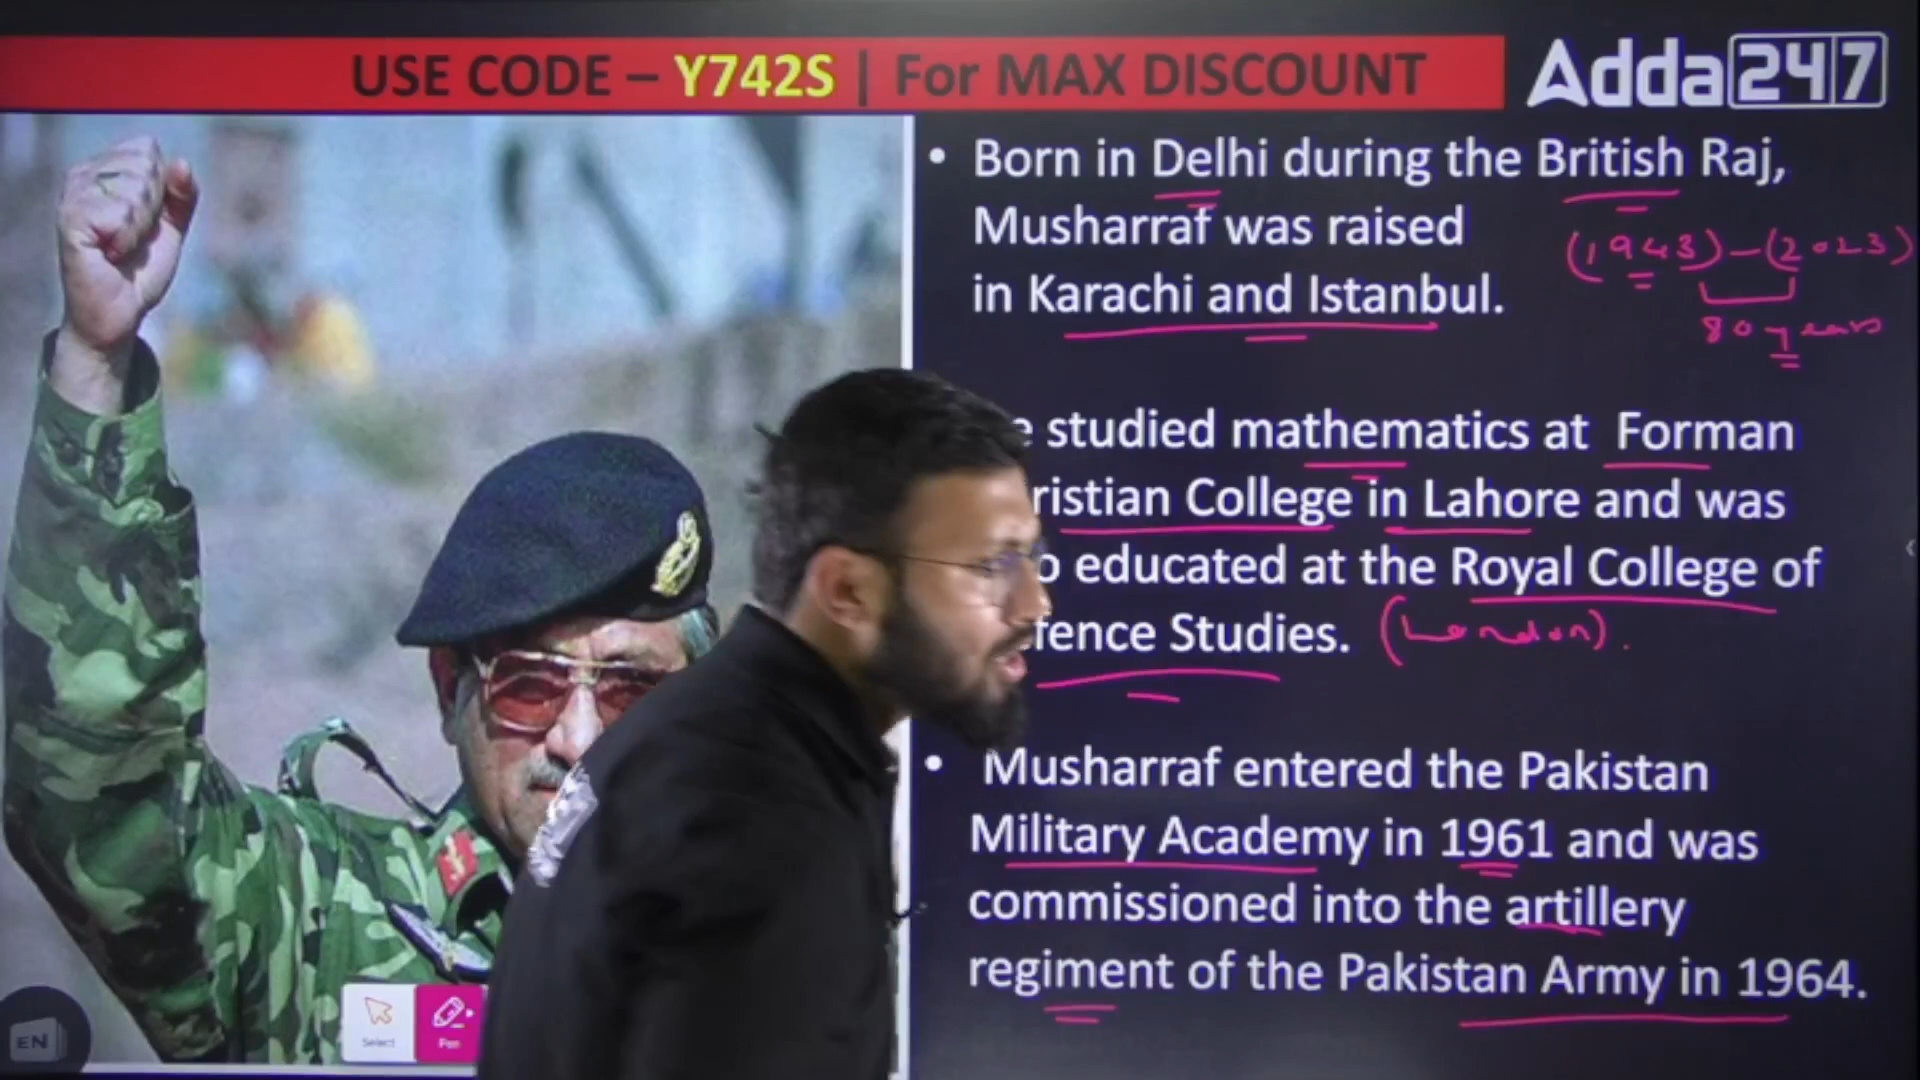 USE CODE – Y742S | For MAX DISCOUNT
Adda247
• Born in Delhi during the British Raj,
Musharraf was raised
in Karachi and Istanbul.
(1943) – (2023)
80 years
e studied mathematics at Forman
ristian College in Lahore and was
o educated at the Royal College of
fence Studies. (London).
• Musharraf entered the Pakistan
Military Academy in 1961 and was
commissioned into the artillery
regiment of the Pakistan Army in 1964.
EN
Select
Pen